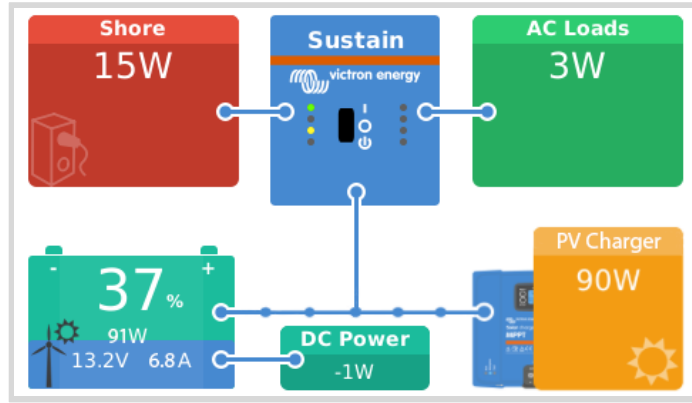 Shore
15W
Sustain
victron energy
AC Loads
3W
- +
37%
91W
13.2V 6.8A
DC Power
-1W
PV Charger
90W
MPPT